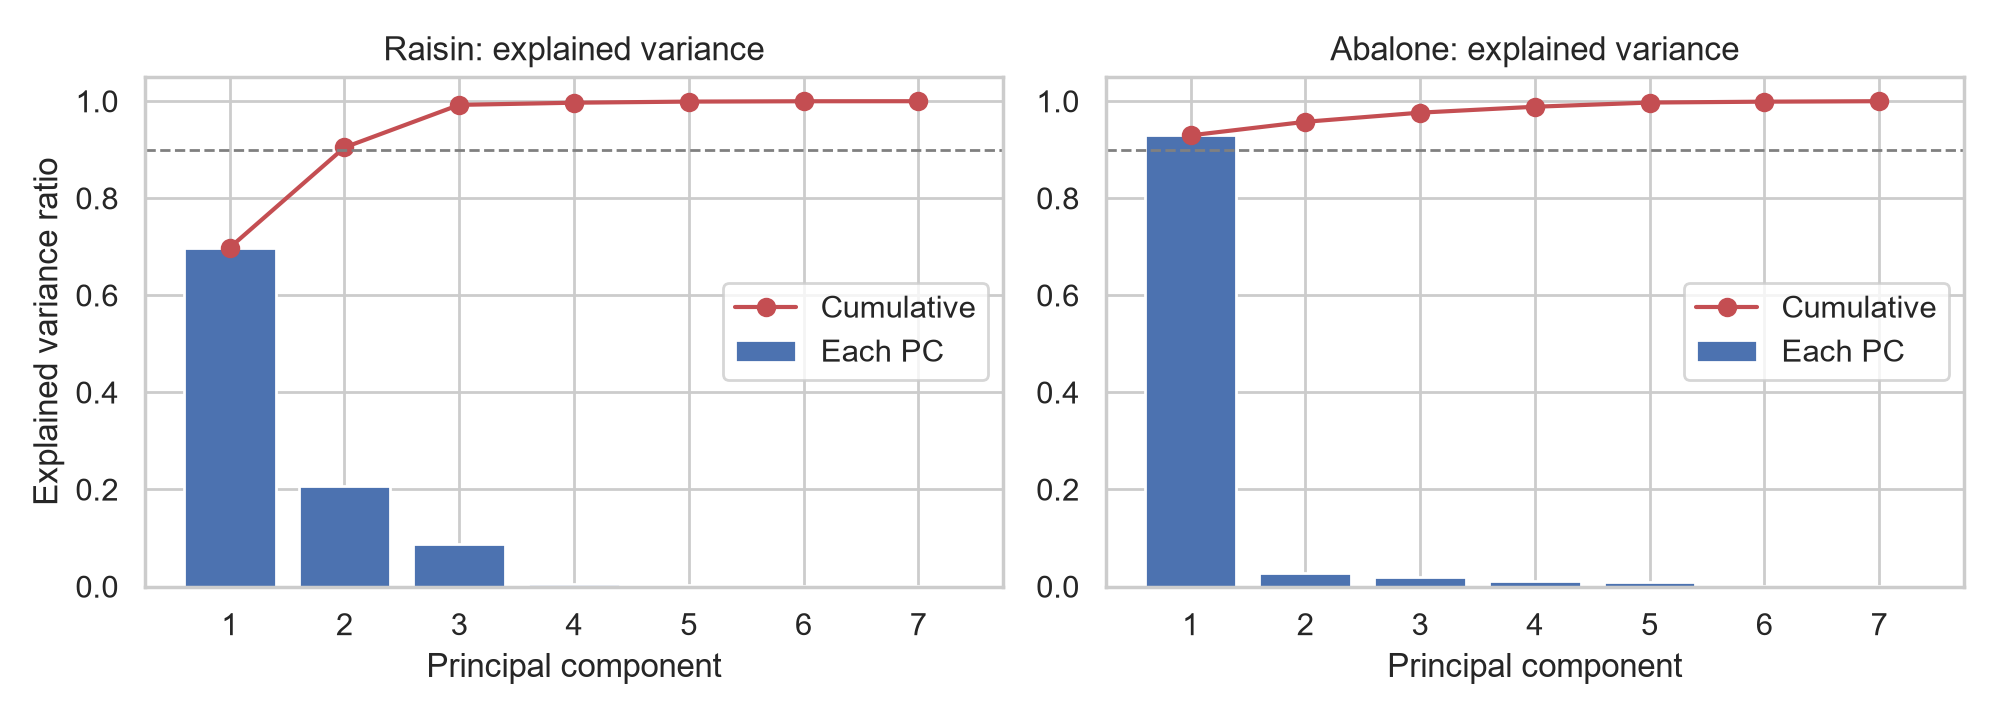 Raisin: explained variance
Explained variance ratio
1.0
0.8
0.6
0.4
0.2
0.0
Cumulative
Each PC
1 2 3 4 5 6 7
Principal component
Abalone: explained variance
1.0
0.8
0.6
0.4
0.2
0.0
Cumulative
Each PC
1 2 3 4 5 6 7
Principal component